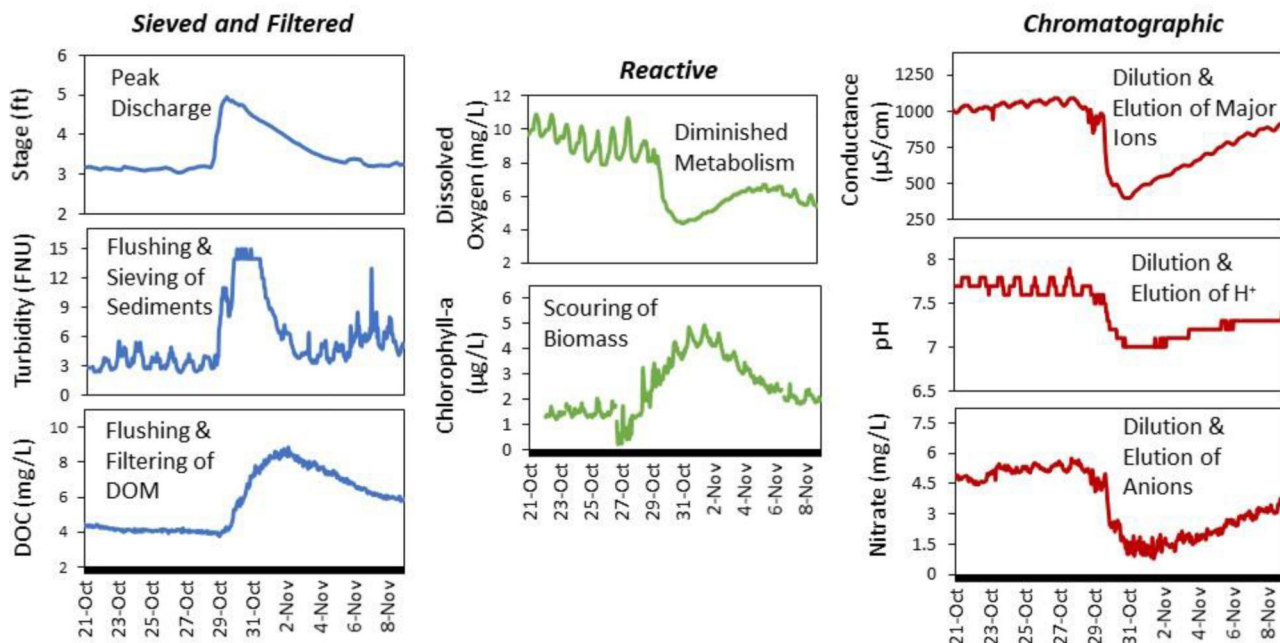 Sieved and Filtered
Stage (ft)
6
5
4
3
2
Peak
Discharge
Turbidity (FNU)
15
12
9
6
3
0
Flushing &
Sieving of
Sediments
DOC (mg/L)
10
8
6
4
2
Flushing &
Filtering of
DOM
21-Oct
23-Oct
25-Oct
27-Oct
29-Oct
31-Oct
2-Nov
4-Nov
6-Nov
8-Nov
Reactive
Dissolved
Oxygen (mg/L)
12
10
8
6
4
2
Diminished
Metabolism
Chlorophyll-a
(µg/L)
6
5
4
3
2
1
0
Scouring of
Biomass
21-Oct
23-Oct
25-Oct
27-Oct
29-Oct
31-Oct
2-Nov
4-Nov
6-Nov
8-Nov
Chromatographic
Conductance
(µS/cm)
1250
1000
750
500
250
Dilution &
Elution of Major
Ions
pH
8
7.5
7
6.5
Dilution &
Elution of H⁺
Nitrate (mg/L)
7.5
6
4.5
3
1.5
0
Dilution &
Elution of
Anions
21-Oct
23-Oct
25-Oct
27-Oct
29-Oct
31-Oct
2-Nov
4-Nov
6-Nov
8-Nov